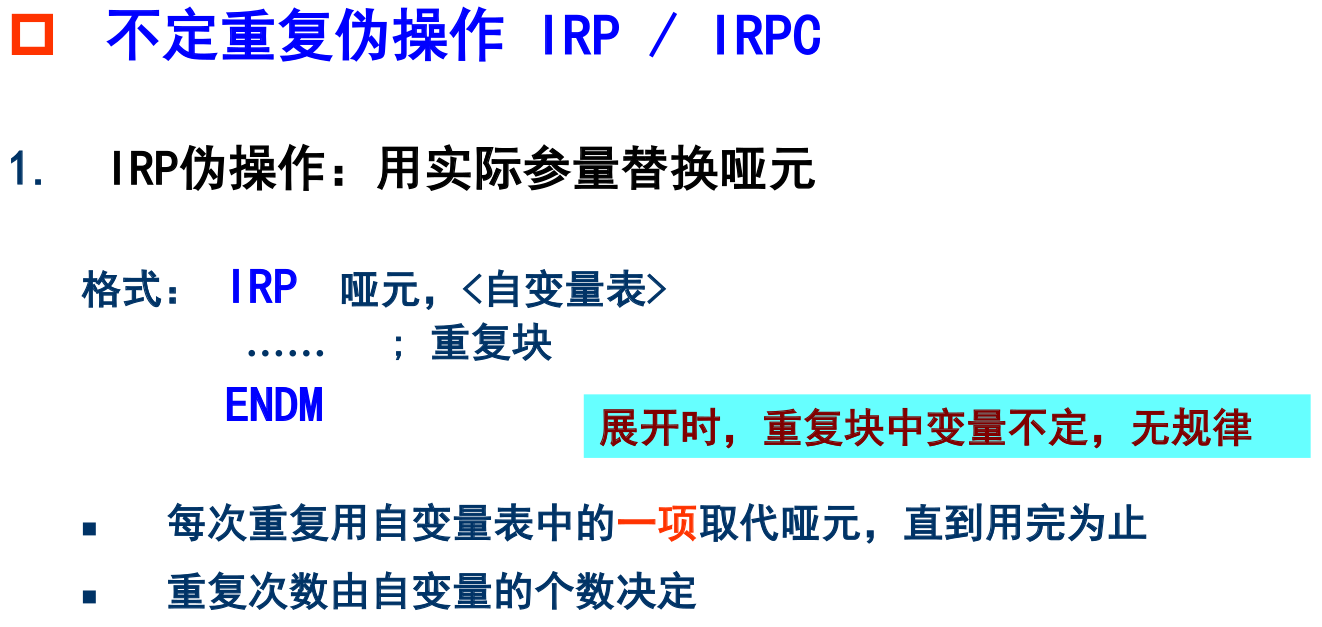 不定重复伪操作 IRP / IRPC
1. IRP伪操作：用实际参量替换哑元
格式： IRP 哑元，<自变量表>
...... ; 重复块
ENDM
展开时，重复块中变量不定，无规律
▪ 每次重复用自变量表中的一项取代哑元，直到用完为止
▪ 重复次数由自变量的个数决定